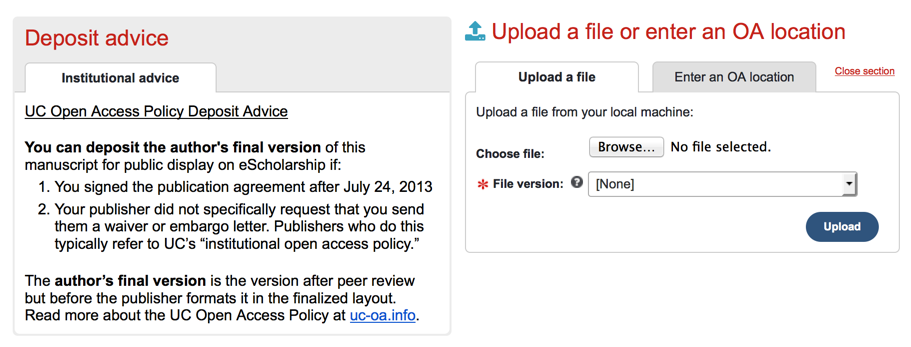 Deposit advice
Institutional advice
UC Open Access Policy Deposit Advice
You can deposit the author's final version of this
manuscript for public display on eScholarship if:
1. You signed the publication agreement after July 24, 2013
2. Your publisher did not specifically request that you send
them a waiver or embargo letter. Publishers who do this
typically refer to UC's “institutional open access policy.”
The author’s final version is the version after peer review
but before the publisher formats it in the finalized layout.
Read more about the UC Open Access Policy at uc-oa.info.
Upload a file or enter an OA location
Upload a file
Enter an OA location
Close section
Upload a file from your local machine:
Choose file: Browse... No file selected.
* File version: ? [None]
Upload